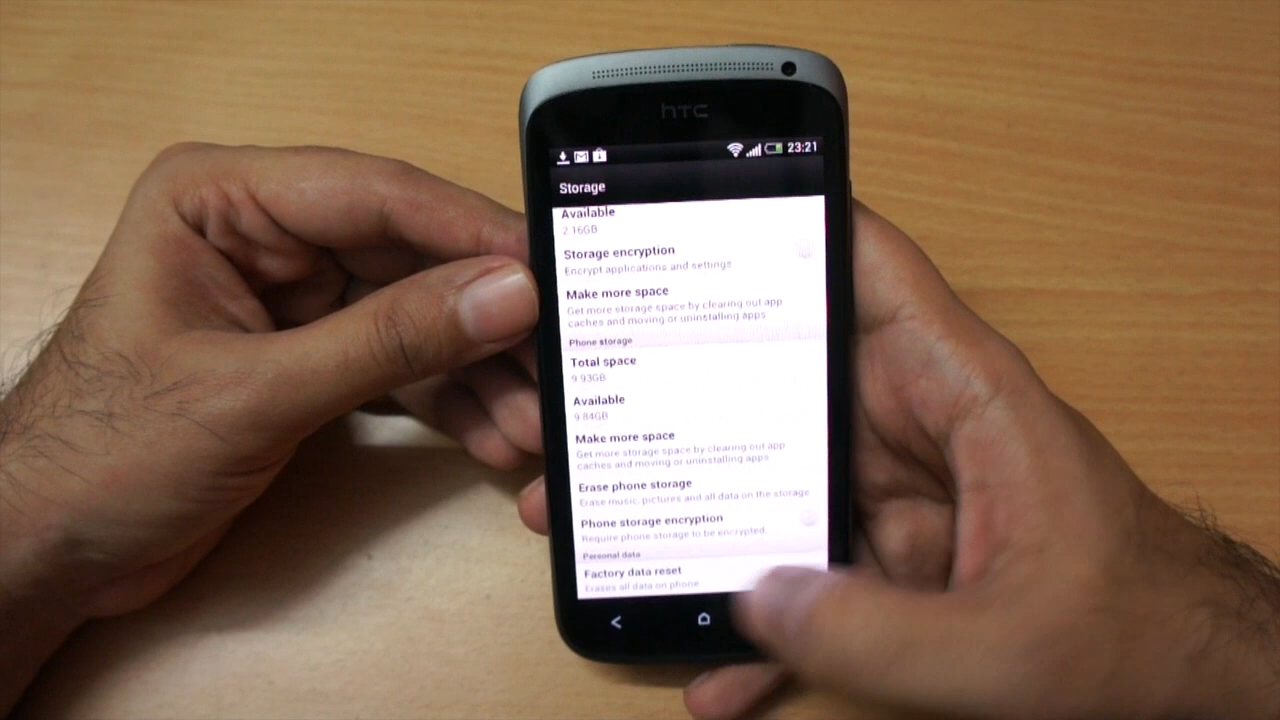 hTC
23:21
Storage
Available
2.16GB
Storage encryption
Encrypt applications and settings
Make more space
Get more storage space by clearing out app
caches and moving or uninstalling apps
Phone storage
Total space
9.93GB
Available
9.84GB
Make more space
Get more storage space by clearing out app
caches and moving or uninstalling apps
Erase phone storage
Erase music, pictures and all data on the storage
Phone storage encryption
Require phone storage to be encrypted
Personal data
Factory data reset
Erases all data on phone